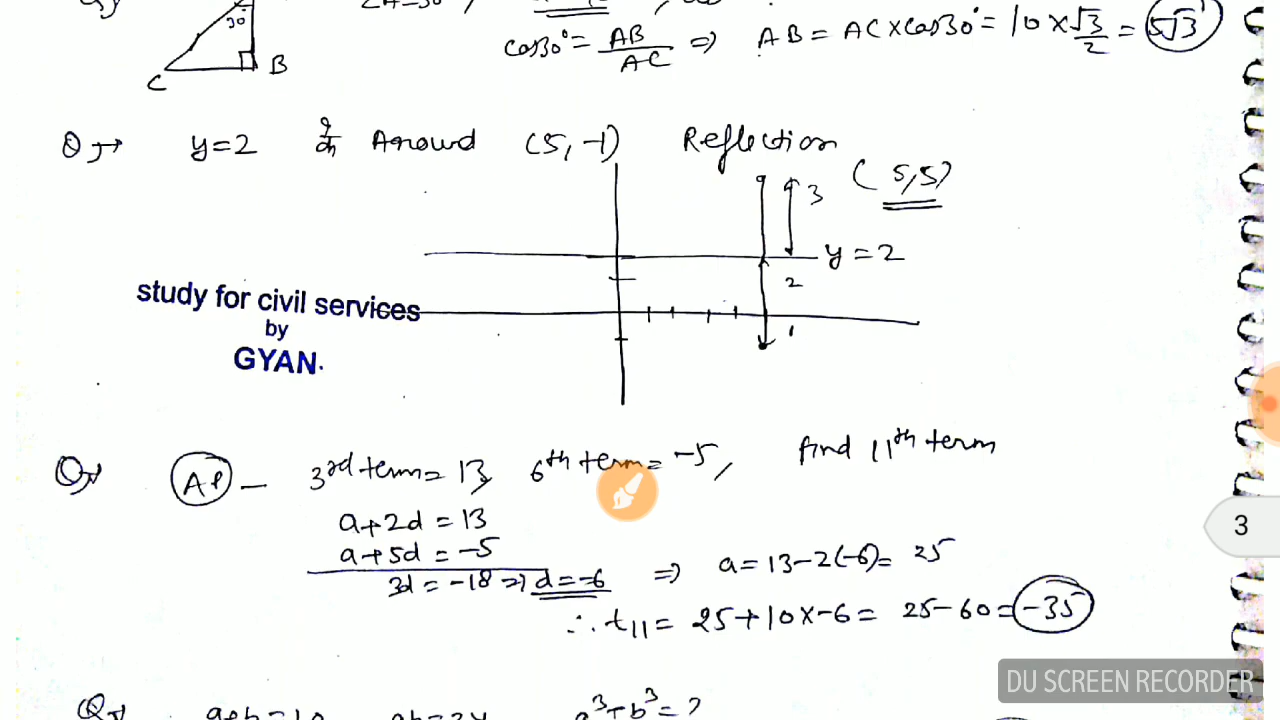 30°
cos30° = AB/AC ⇒ AB = AC×cos30° = 10×√3/2 = 5√3
C B
Q→ y=2 Around (5,-1) Reflection
(5,5)
3
y=2
2
1
study for civil services
by
GYAN.
Q→ AP – 3rd term = 13, 6th term = -5, find 11th term
a+2d = 13
a+5d = -5
3d = -18 ⇒ d = -6 ⇒ a = 13-2(-6) = 25
∴ t11 = 25+10×-6 = 25-60 = -35
3
DU SCREEN RECORDER
a³+b³=?